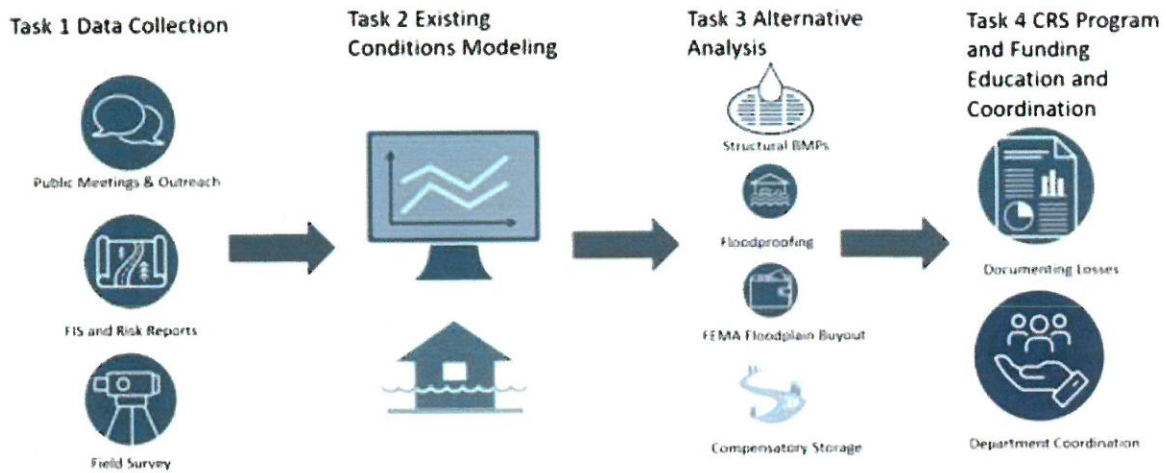 Task 1 Data Collection
Public Meetings & Outreach
FIS and Risk Reports
Field Survey
Task 2 Existing
Conditions Modeling
Task 3 Alternative
Analysis
Structural BMPs
Floodproofing
FEMA Floodplain Buyout
Compensatory Storage
Task 4 CRS Program
and Funding
Education and
Coordination
Documenting Losses
Department Coordination